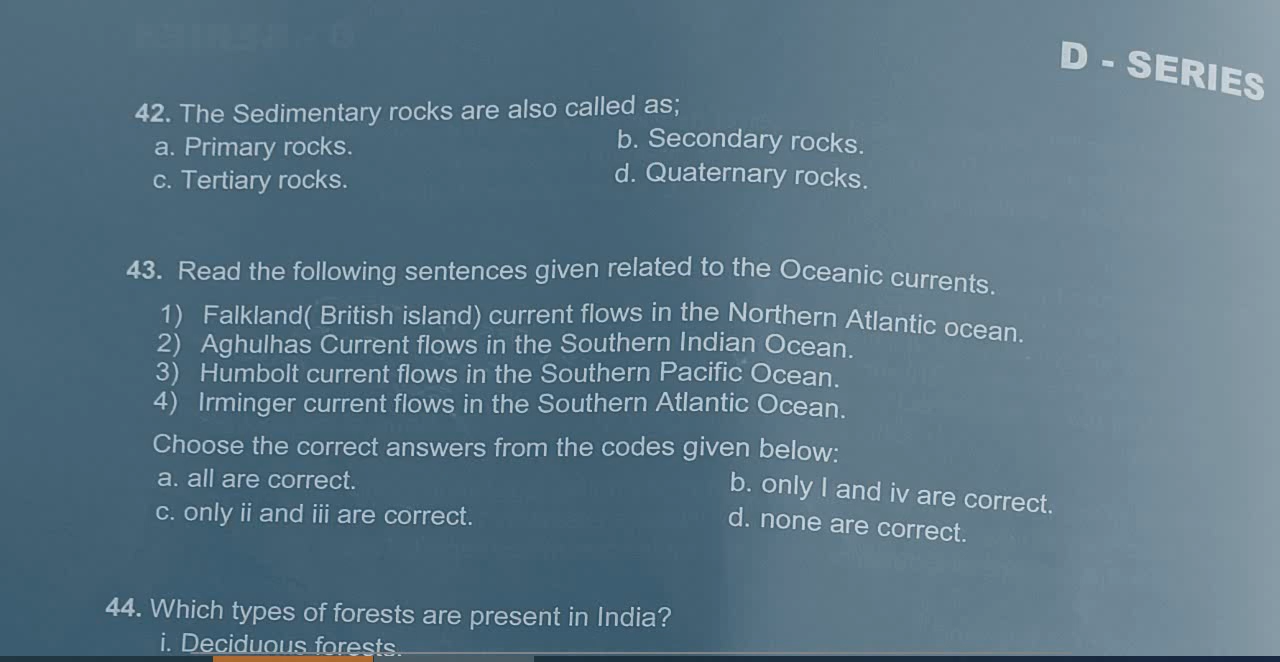 D - SERIES
42. The Sedimentary rocks are also called as;
a. Primary rocks. b. Secondary rocks.
c. Tertiary rocks. d. Quaternary rocks.
43. Read the following sentences given related to the Oceanic currents.
1) Falkland( British island) current flows in the Northern Atlantic ocean.
2) Aghulhas Current flows in the Southern Indian Ocean.
3) Humbolt current flows in the Southern Pacific Ocean.
4) Irminger current flows in the Southern Atlantic Ocean.
Choose the correct answers from the codes given below:
a. all are correct. b. only I and iv are correct.
c. only ii and iii are correct. d. none are correct.
44. Which types of forests are present in India?
i. Deciduous forests.